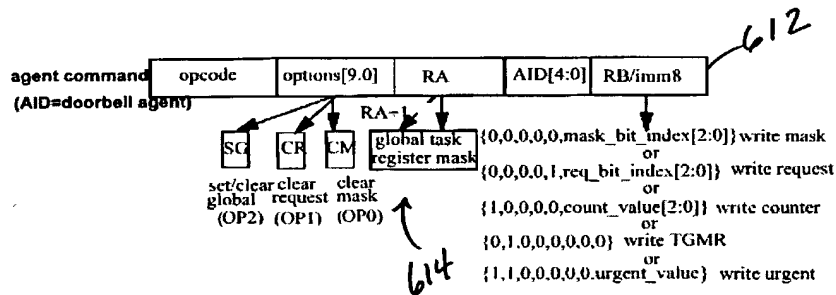 612
agent command opcode options[9.0] RA AID[4:0] RB/imm8
(AID=doorbell agent)
RA+1
SG CR CM global task register mask
set/clear global (OP2)
clear request (OP1)
clear mask (OP0)
614
{0,0,0,0,0,mask_bit_index[2:0]} write mask
or
{0,0,0,0,1,req_bit_index[2:0]} write request
or
{1,0,0,0,0,count_value[2:0]} write counter
or
{0,1,0,0,0,0,0,0} write TGMR
or
{1,1,0,0,0,0,0.urgent_value} write urgent